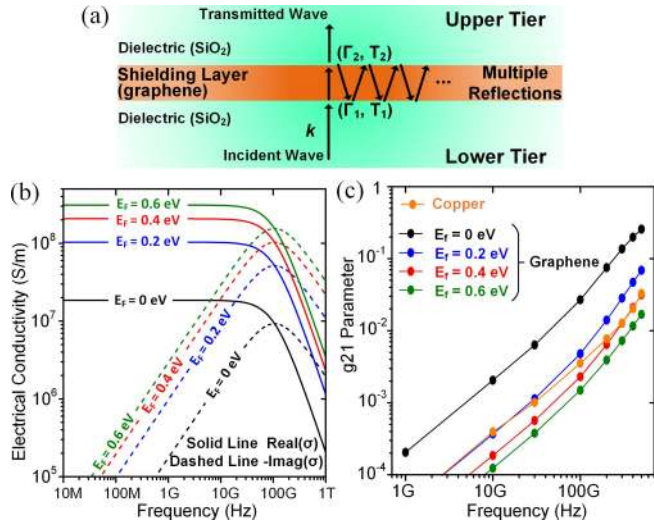 (a)
Transmitted Wave
Upper Tier
Dielectric (SiO₂)
(Γ₂, T₂)
Shielding Layer
(graphene)
...
Multiple
Reflections
(Γ₁, T₁)
Dielectric (SiO₂)
k
Incident Wave
Lower Tier
(b)
Electrical Conductivity (S/m)
10⁸
10⁷
10⁶
10⁵
E_F = 0.6 eV
E_F = 0.4 eV
E_F = 0.2 eV
E_F = 0 eV
E_F = 0.6 eV
E_F = 0.4 eV
E_F = 0.2 eV
E_F = 0 eV
Solid Line Real(σ)
Dashed Line -Imag(σ)
10M 100M 1G 10G 100G 1T
Frequency (Hz)
(c)
g21 Parameter
1
10⁻¹
10⁻²
10⁻³
10⁻⁴
Copper
E_f = 0 eV
E_f = 0.2 eV
E_f = 0.4 eV
E_f = 0.6 eV
Graphene
1G 10G 100G
Frequency (Hz)